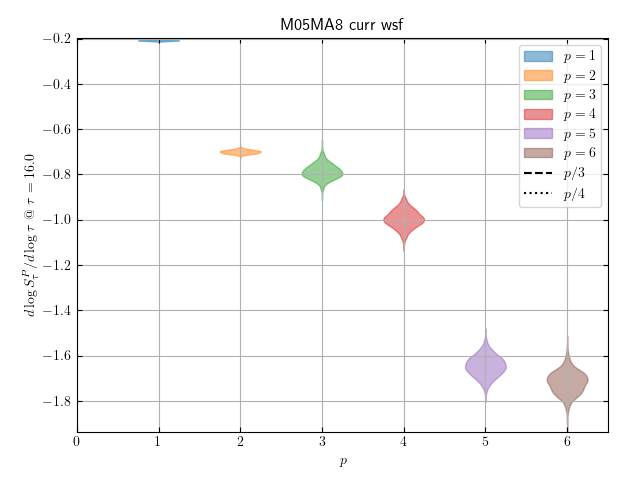 M05MA8 curr wsf
d log S_τ^P / d log τ @ τ = 16.0
−0.2
−0.4
−0.6
−0.8
−1.0
−1.2
−1.4
−1.6
−1.8
p = 1
p = 2
p = 3
p = 4
p = 5
p = 6
p/3
p/4
0 1 2 3 4 5 6
p